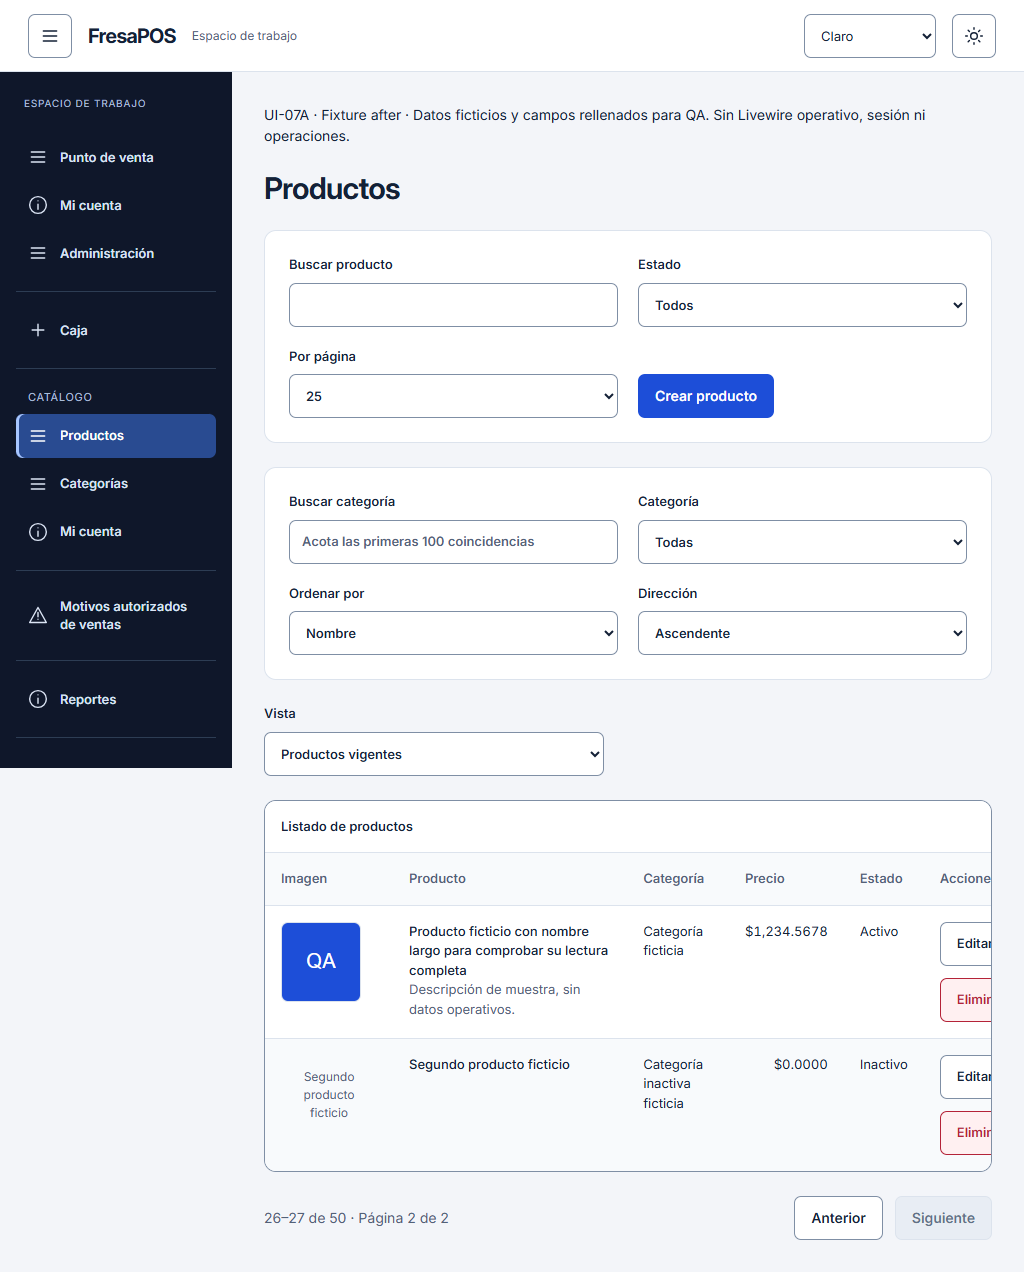 FresaPOS
Espacio de trabajo
Claro
ESPACIO DE TRABAJO
Punto de venta
Mi cuenta
Administración
Caja
CATÁLOGO
Productos
Categorías
Mi cuenta
Motivos autorizados
de ventas
Reportes
UI-07A · Fixture after · Datos ficticios y campos rellenados para QA. Sin Livewire operativo, sesión ni
operaciones.
Productos
Buscar producto
Estado
Todos
Por página
25
Crear producto
Buscar categoría
Categoría
Acota las primeras 100 coincidencias
Todas
Ordenar por
Dirección
Nombre
Ascendente
Vista
Productos vigentes
Listado de productos
Imagen
Producto
Categoría
Precio
Estado
Accione
QA
Producto ficticio con nombre
largo para comprobar su lectura
completa
Descripción de muestra, sin
datos operativos.
Categoría
ficticia
$1,234.5678
Activo
Editar
Elimin
Segundo
producto
ficticio
Segundo producto ficticio
Categoría
inactiva
ficticia
$0.0000
Inactivo
Editar
Elimin
26–27 de 50 · Página 2 de 2
Anterior
Siguiente